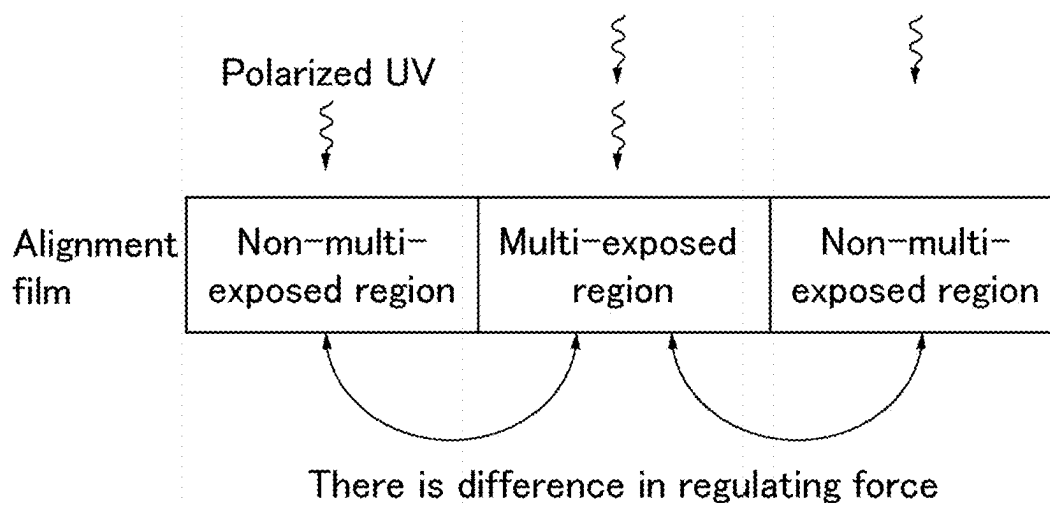 Polarized UV
Alignment
film
Non-multi-
exposed region
Multi-exposed
region
Non-multi-
exposed region
There is difference in regulating force